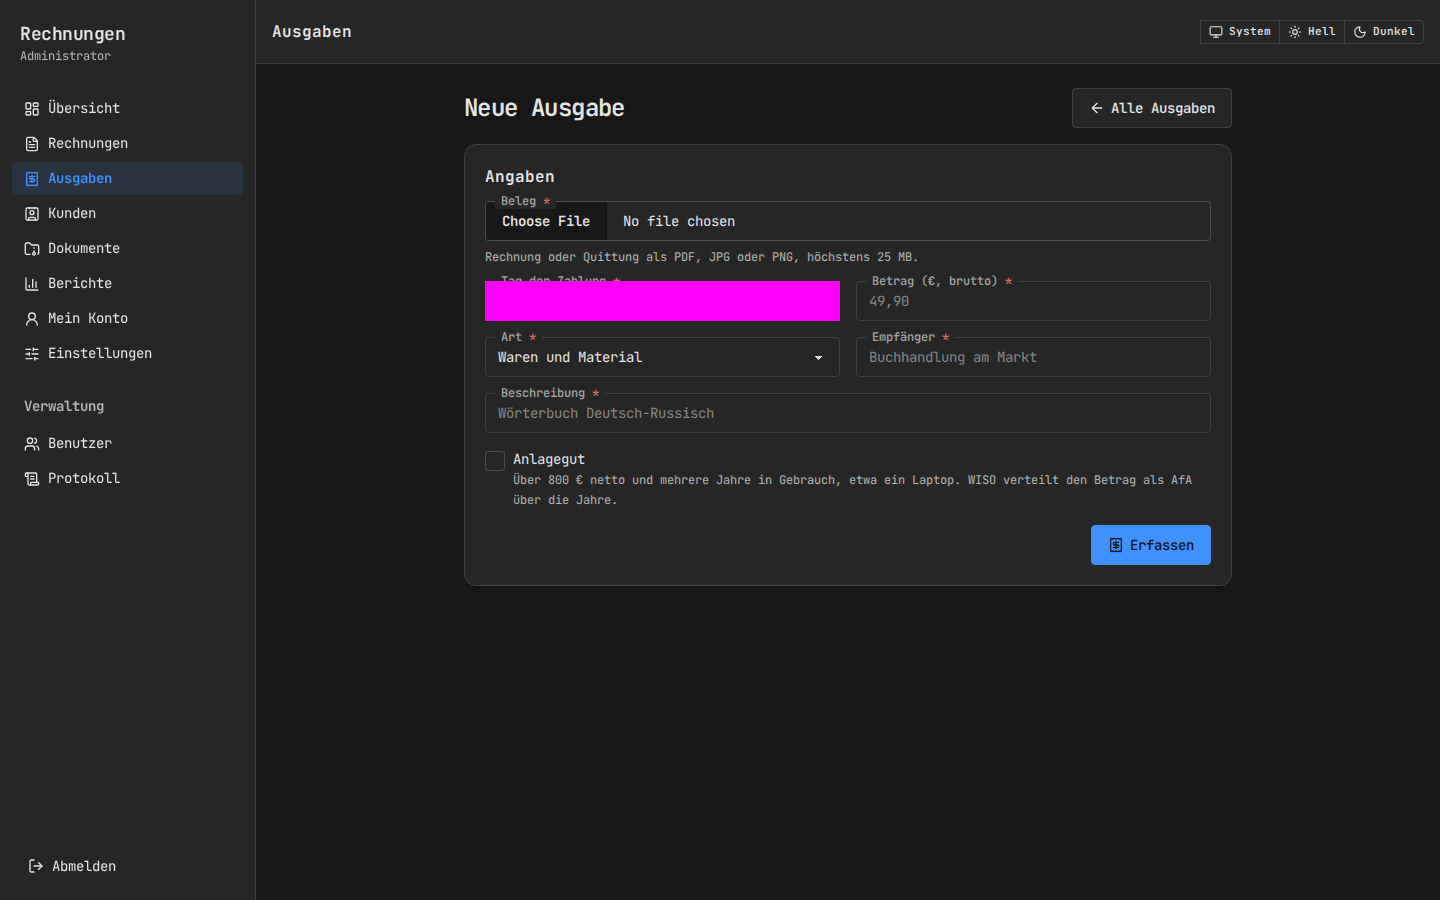 Rechnungen
Administrator
Übersicht
Rechnungen
Ausgaben
Kunden
Dokumente
Berichte
Mein Konto
Einstellungen
Verwaltung
Benutzer
Protokoll
Abmelden
Ausgaben
System
Hell
Dunkel
Neue Ausgabe
Alle Ausgaben
Angaben
Beleg *
Choose File No file chosen
Rechnung oder Quittung als PDF, JPG oder PNG, höchstens 25 MB.
Tag der Zahlung *
Betrag (€, brutto) *
49,90
Art *
Waren und Material
Empfänger *
Buchhandlung am Markt
Beschreibung *
Wörterbuch Deutsch-Russisch
Anlagegut
Über 800 € netto und mehrere Jahre in Gebrauch, etwa ein Laptop. WISO verteilt den Betrag als AfA
über die Jahre.
Erfassen